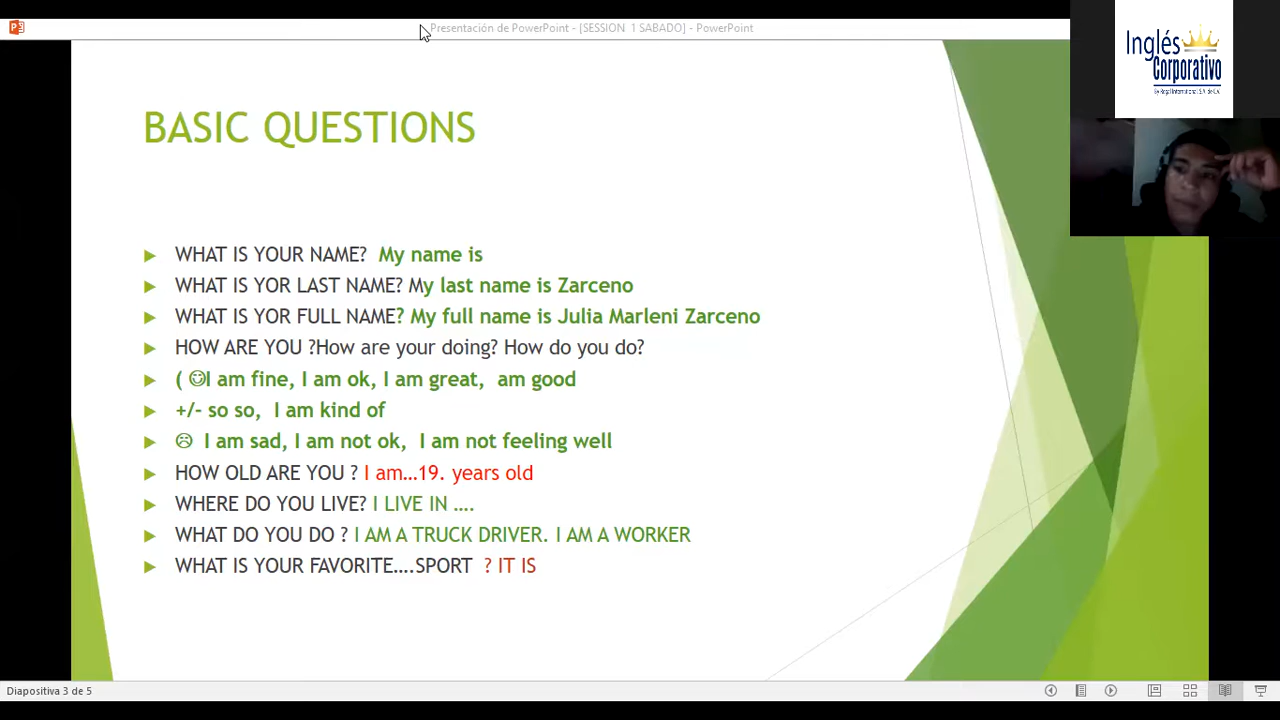 Presentación de PowerPoint - [SESSION 1 SABADO] - PowerPoint
Inglés
Corporativo
by Regal International S.A. de C.V.
BASIC QUESTIONS
WHAT IS YOUR NAME? My name is
WHAT IS YOR LAST NAME? My last name is Zarceno
WHAT IS YOR FULL NAME? My full name is Julia Marleni Zarceno
HOW ARE YOU ?How are your doing? How do you do?
( ☺I am fine, I am ok, I am great, am good
+/- so so, I am kind of
☹ I am sad, I am not ok, I am not feeling well
HOW OLD ARE YOU ? I am…19. years old
WHERE DO YOU LIVE? I LIVE IN ….
WHAT DO YOU DO ? I AM A TRUCK DRIVER. I AM A WORKER
WHAT IS YOUR FAVORITE….SPORT ? IT IS
Diapositiva 3 de 5